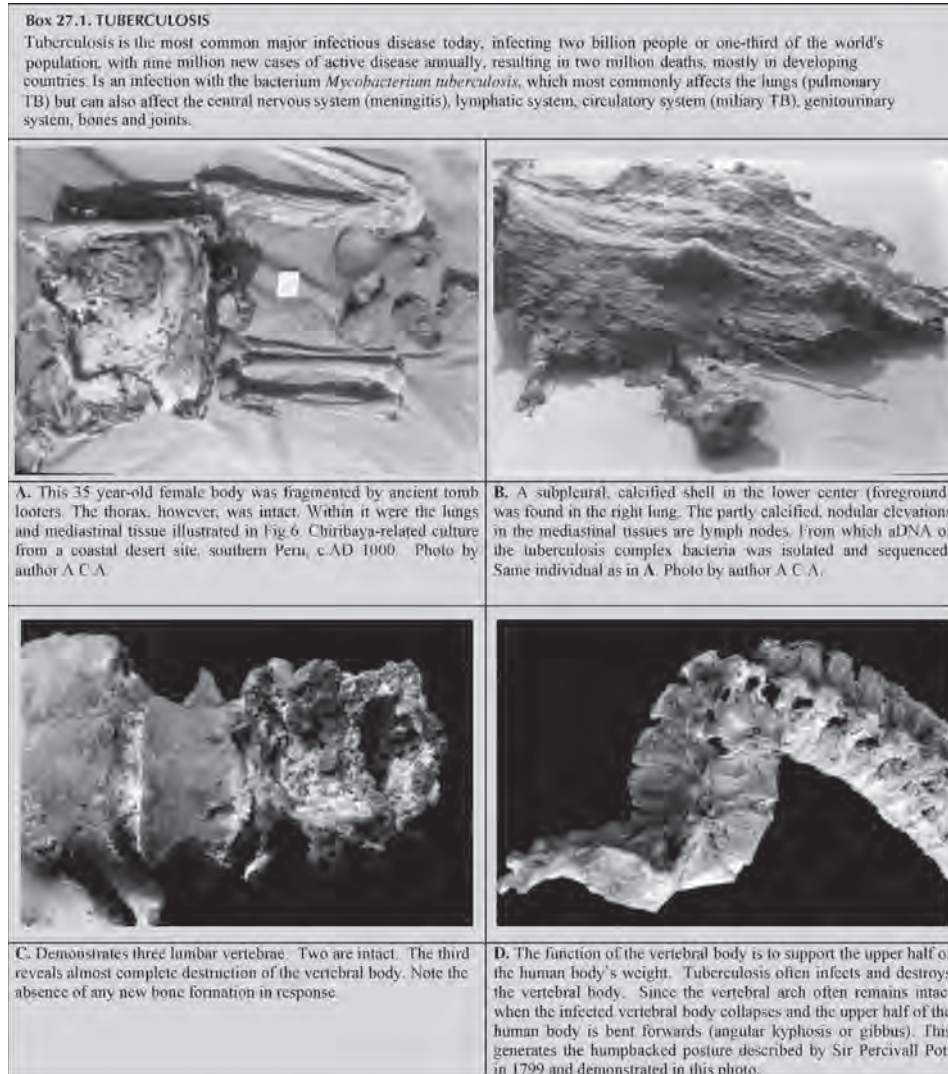 Box 27.1. TUBERCULOSIS
Tuberculosis is the most common major infectious disease today, infecting two billion people or one-third of the world's
population, with nine million new cases of active disease annually, resulting in two million deaths, mostly in developing
countries. Is an infection with the bacterium Mycobacterium tuberculosis, which most commonly affects the lungs (pulmonary
TB) but can also affect the central nervous system (meningitis), lymphatic system, circulatory system (miliary TB), genitourinary
system, bones and joints.
A. This 35 year-old female body was fragmented by ancient tomb
looters. The thorax, however, was intact. Within it were the lungs
and mediastinal tissue illustrated in Fig 6. Chiribaya-related culture
from a coastal desert site, southern Peru, c.AD 1000. Photo by
author A C A.
B. A subpleural, calcified shell in the lower center (foreground
was found in the right lung. The partly calcified, nodular elevation
in the mediastinal tissues are lymph nodes. From which aDNA o
the tuberculosis complex bacteria was isolated and sequenced
Same individual as in A. Photo by author A C A.
C. Demonstrates three lumbar vertebrae. Two are intact. The third
reveals almost complete destruction of the vertebral body. Note the
absence of any new bone formation in response
D. The function of the vertebral body is to support the upper half o
the human body's weight. Tuberculosis often infects and destroys
the vertebral body. Since the vertebral arch often remains intac
when the infected vertebral body collapses and the upper half of the
human body is bent forwards (angular kyphosis or gibbus). This
generates the humpbacked posture described by Sir Percivall Pot
in 1799 and demonstrated in this photo.